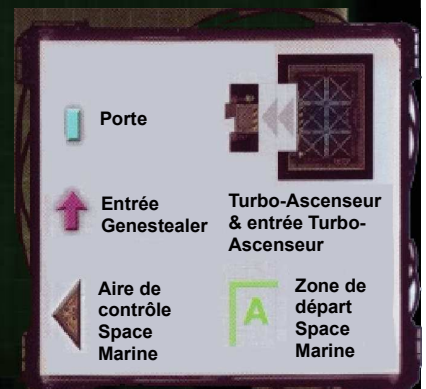 Porte
Entrée
Genestealer
Turbo-Ascenseur
& entrée Turbo-
Ascenseur
Aire de
contrôle
Space
Marine
A
Zone de
départ
Space
Marine